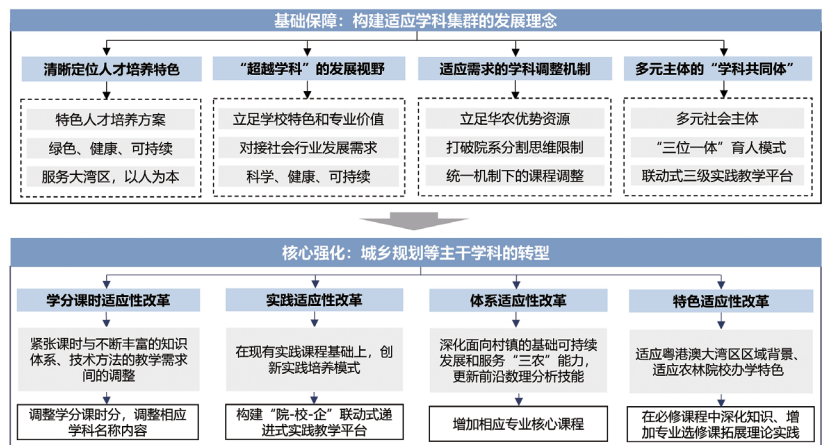 基础保障：构建适应学科集群的发展理念
清晰定位人才培养特色
“超越学科”的发展视野
适应需求的学科调整机制
多元主体的“学科共同体”
特色人才培养方案
绿色、健康、可持续
服务大湾区，以人为本
立足学校特色和专业价值
对接社会行业发展需求
科学、健康、可持续
立足华农优势资源
打破院系分割思维限制
统一机制下的课程调整
多元社会主体
“三位一体”育人模式
联动式三级实践教学平台
核心强化：城乡规划等主干学科的转型
学分课时适应性改革
实践适应性改革
体系适应性改革
特色适应性改革
紧张课时与不断丰富的知识
体系、技术方法的教学需求
间的调整
在现有实践课程基础上，创
新实践培养模式
深化面向村镇的基础可持续
发展和服务“三农”能力，
更新前沿数理分析技能
适应粤港澳大湾区区域背景、
适应农林院校办学特色
调整学分课时分，调整相应
学科名称内容
构建“院-校-企”联动式递
进式实践教学平台
增加相应专业核心课程
在必修课程中深化知识、增
加专业选修课拓展理论实践